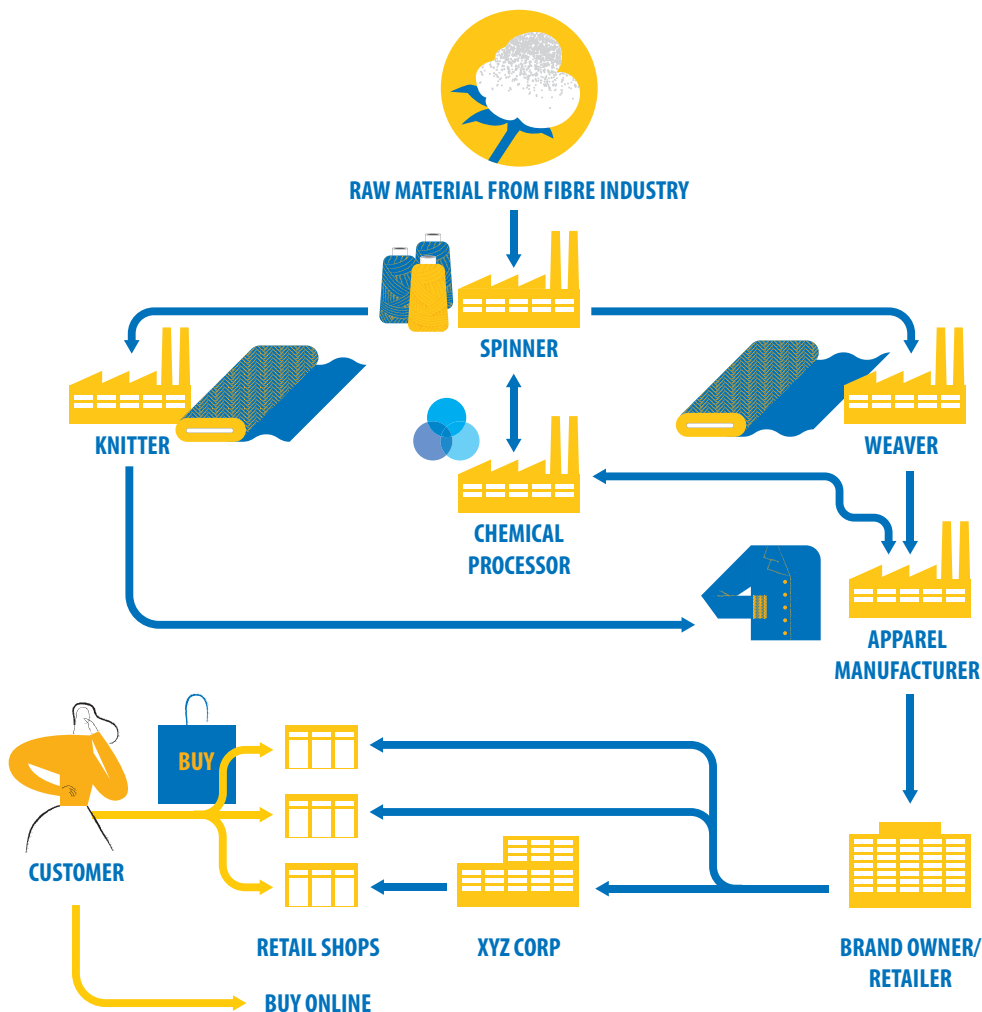 RAW MATERIAL FROM FIBRE INDUSTRY
SPINNER
KNITTER
WEAVER
CHEMICAL
PROCESSOR
APPAREL
MANUFACTURER
BUY
CUSTOMER
RETAIL SHOPS
XYZ CORP
BRAND OWNER/
RETAILER
BUY ONLINE